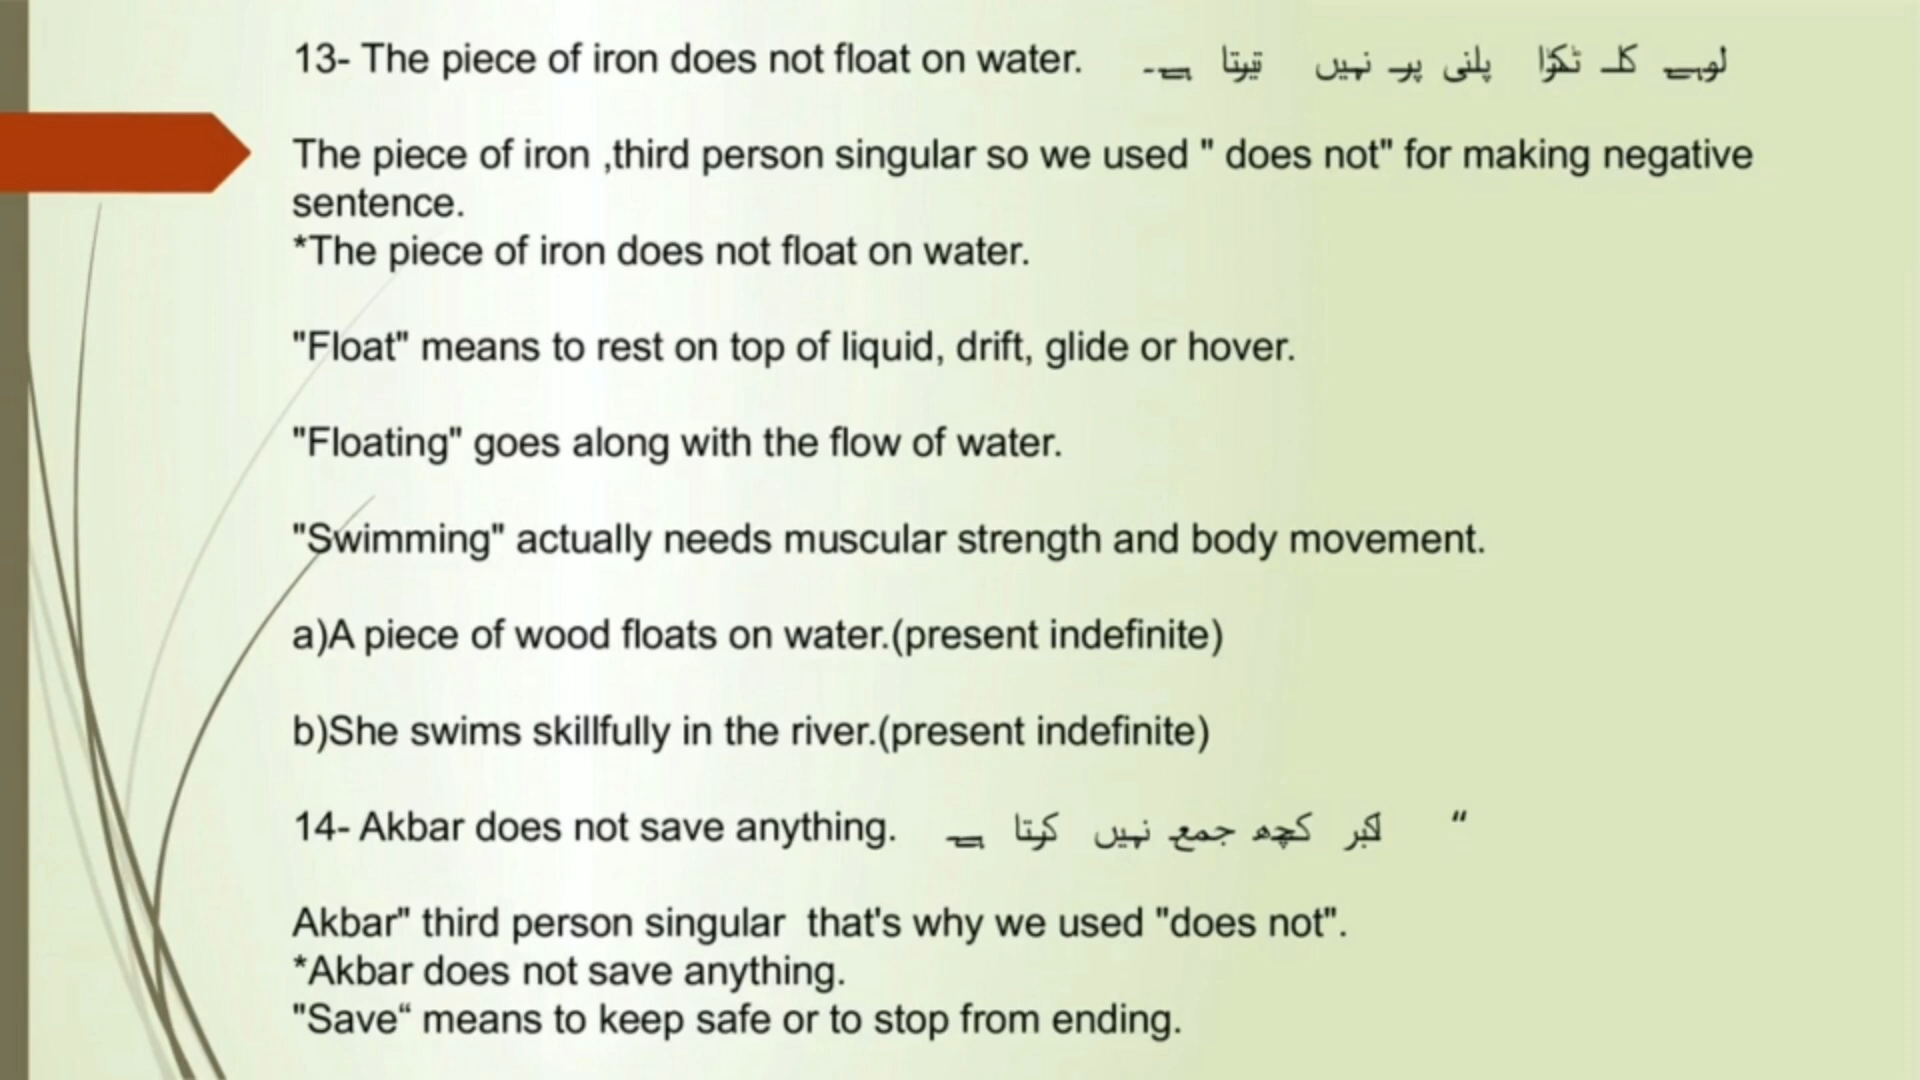 13- The piece of iron does not float on water. لوہے کا ٹکڑا پانی پر نہیں تیرتا ہے۔
The piece of iron ,third person singular so we used " does not" for making negative
sentence.
*The piece of iron does not float on water.
"Float" means to rest on top of liquid, drift, glide or hover.
"Floating" goes along with the flow of water.
"Swimming" actually needs muscular strength and body movement.
a)A piece of wood floats on water.(present indefinite)
b)She swims skillfully in the river.(present indefinite)
14- Akbar does not save anything. اکبر کچھ جمع نہیں کرتا ہے “
Akbar" third person singular  that's why we used "does not".
*Akbar does not save anything.
"Save“ means to keep safe or to stop from ending.